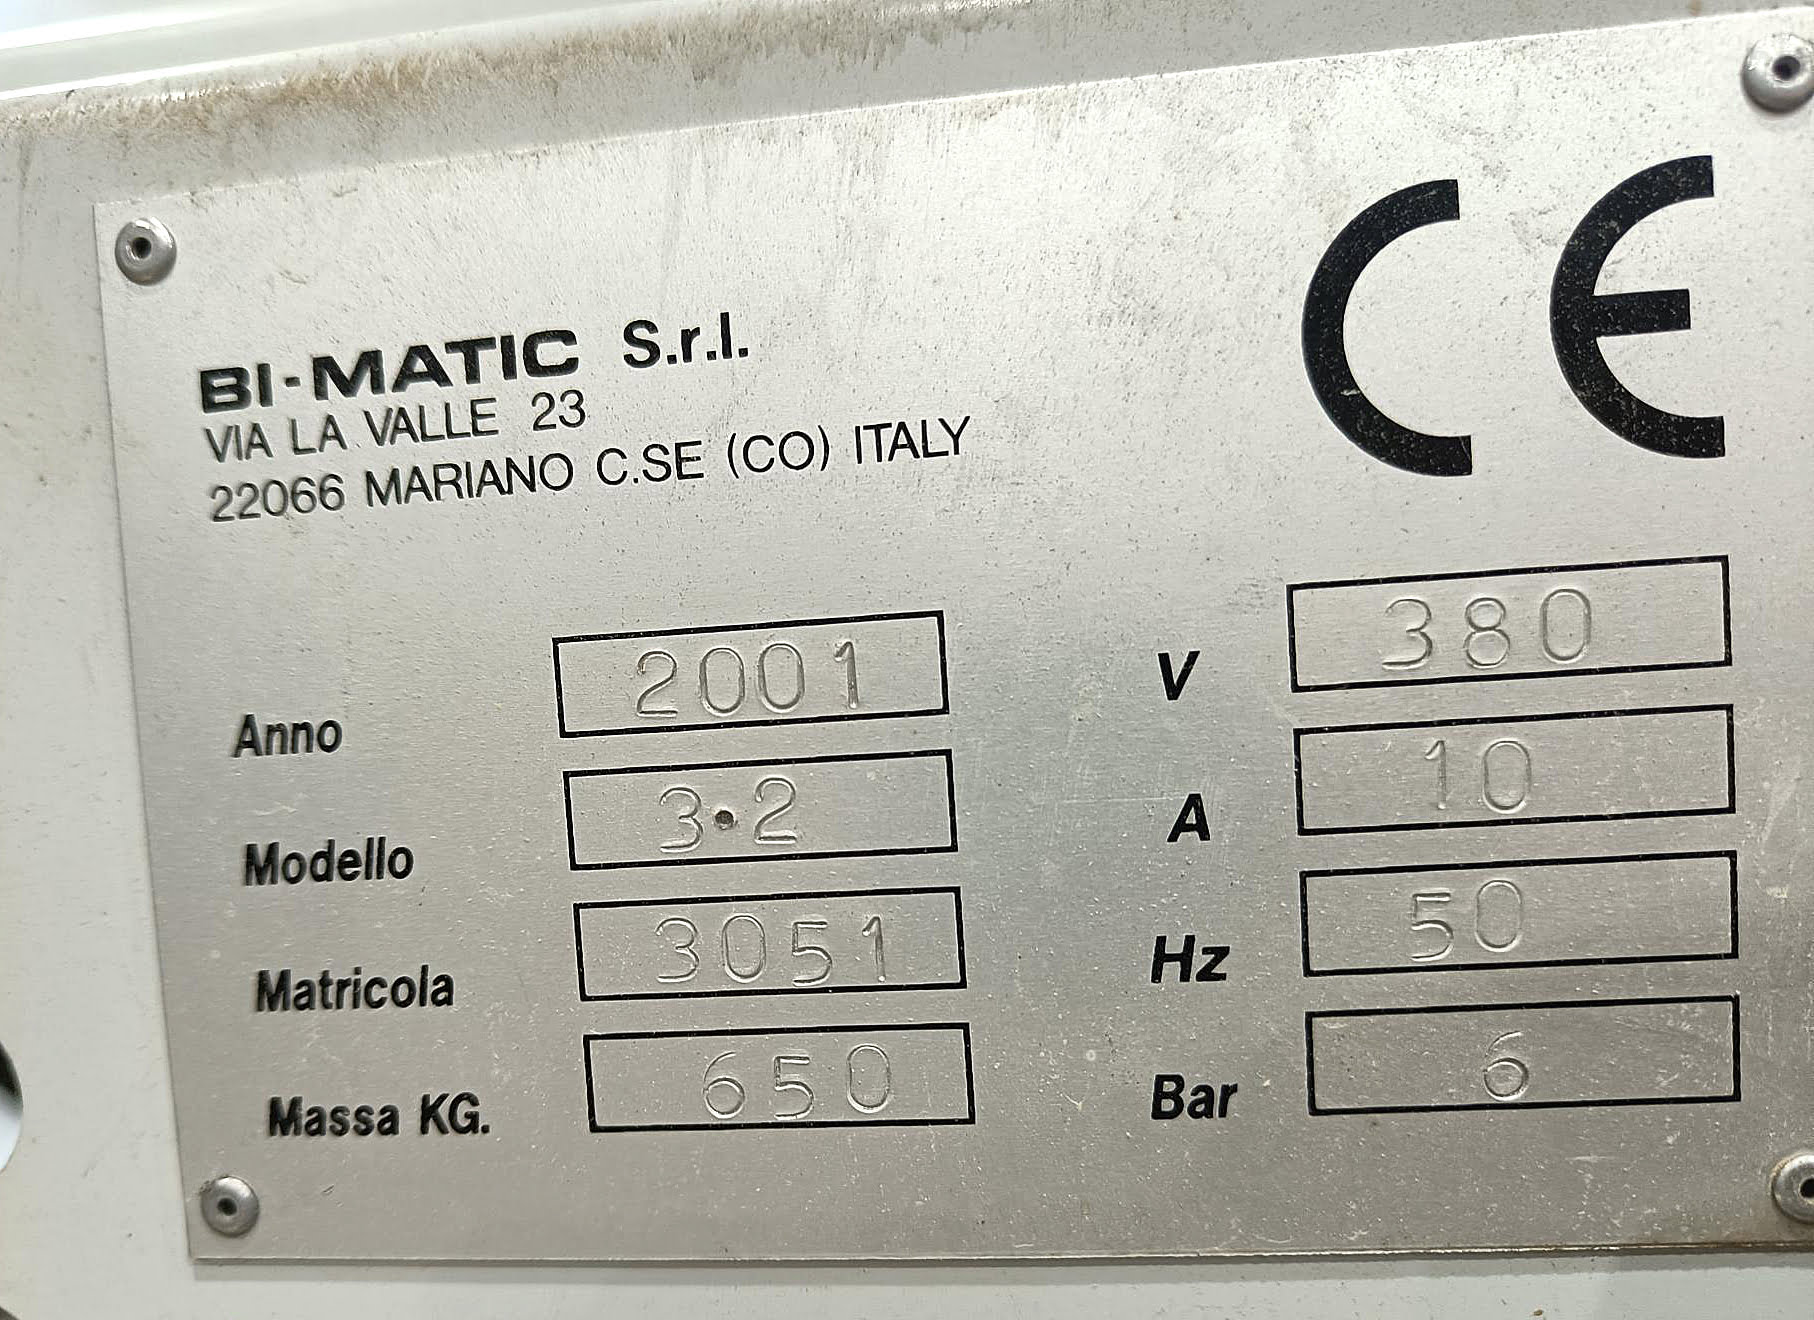 BI-MATIC S.r.l.
VIA LA VALLE 23
22066 MARIANO C.SE (CO) ITALY
CE
Anno 2001
Modello 3.2
Matricola 3051
Massa KG. 650
V 380
A 10
Hz 50
Bar 6